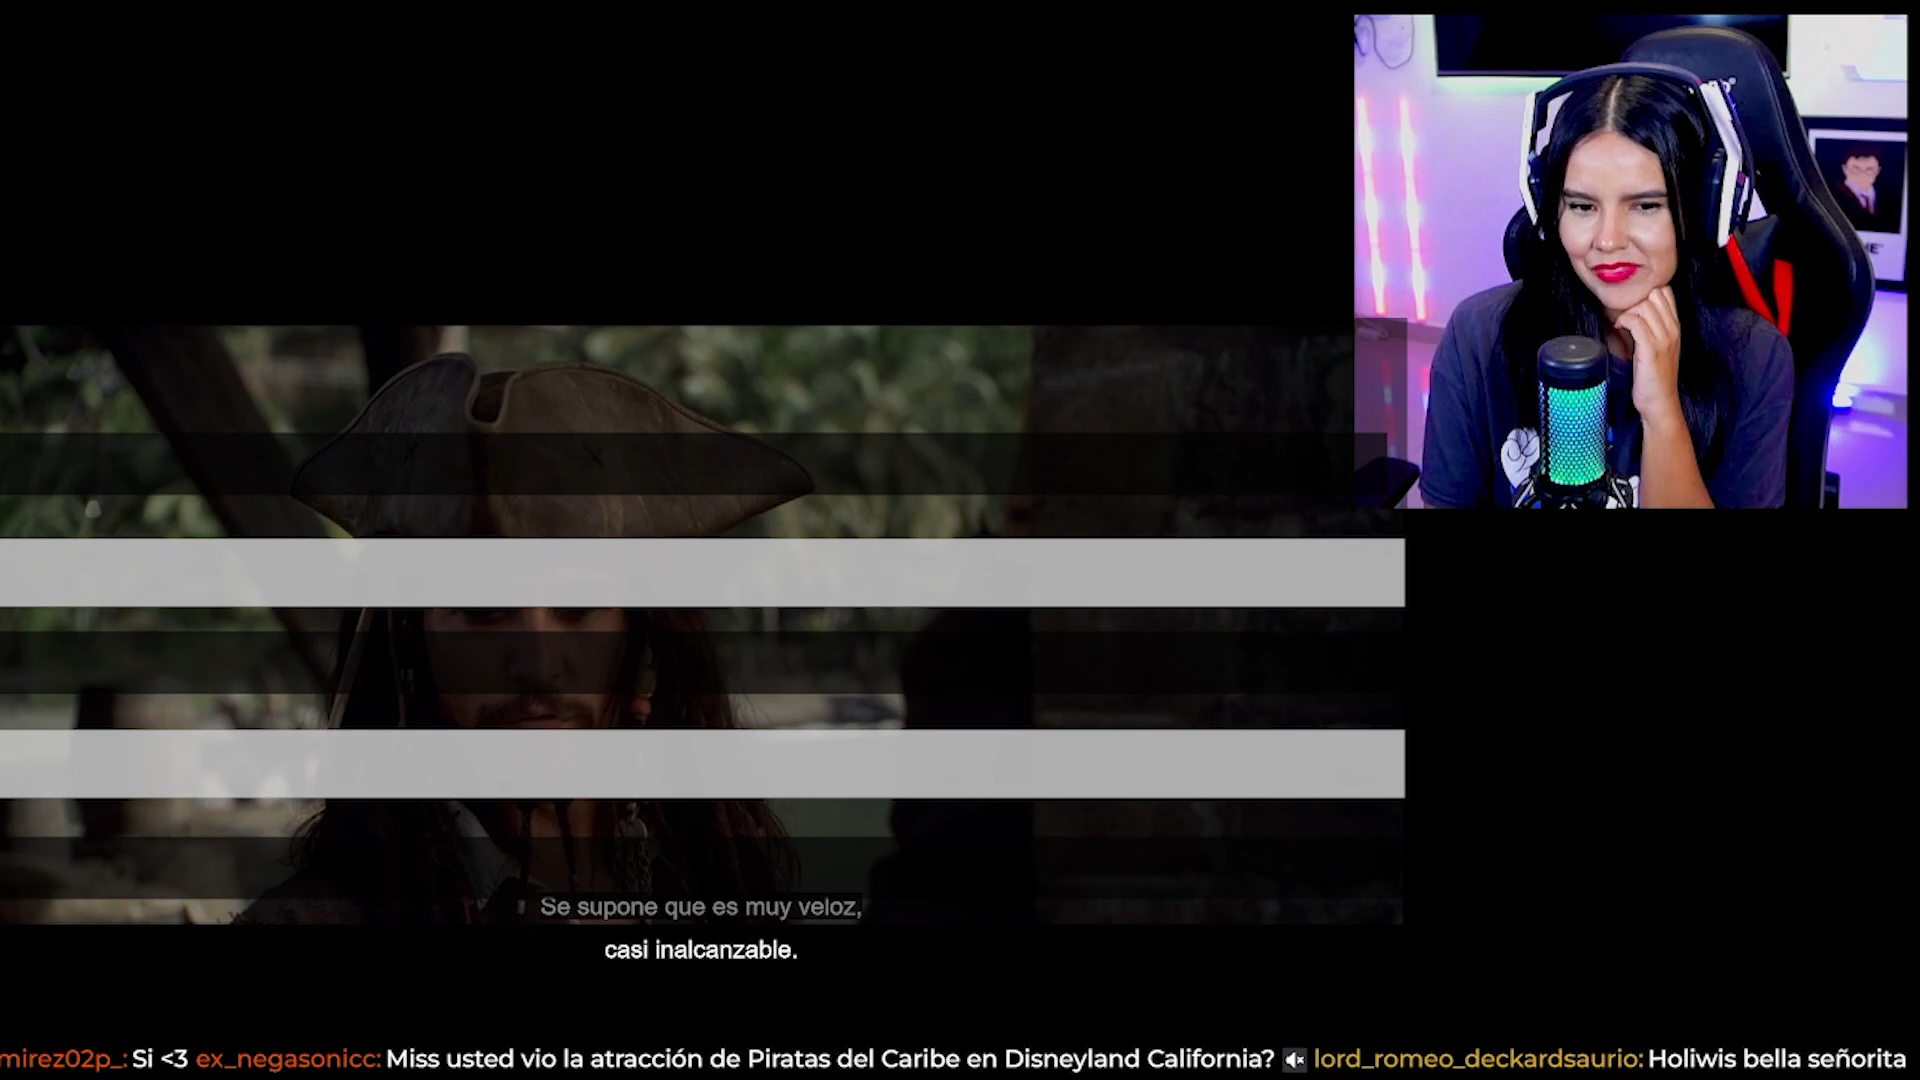 Se supone que es muy veloz,
casi inalcanzable.
mirez02p_: Si <3 ex_negasonicc: Miss usted vio la atracción de Piratas del Caribe en Disneyland California? lord_romeo_deckardsaurio: Holiwis bella señorita